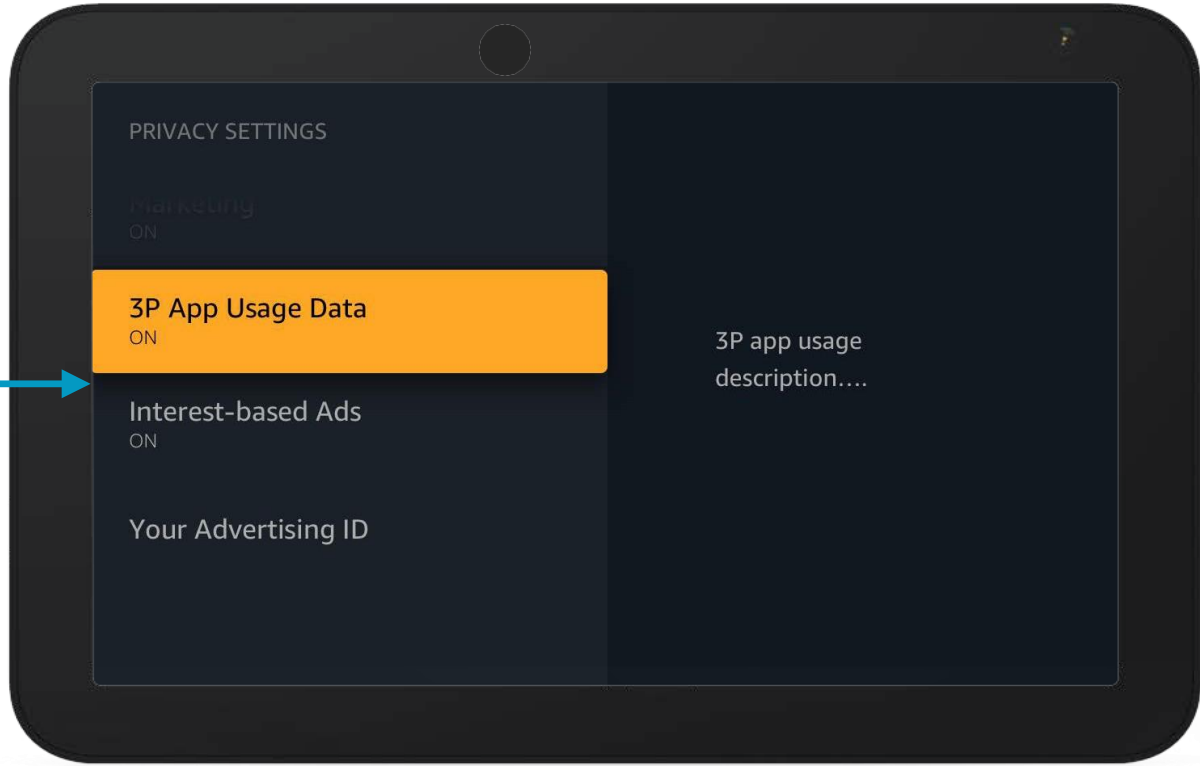 PRIVACY SETTINGS
Marketing
ON
3P App Usage Data
ON
Interest-based Ads
ON
Your Advertising ID
3P app usage
description....